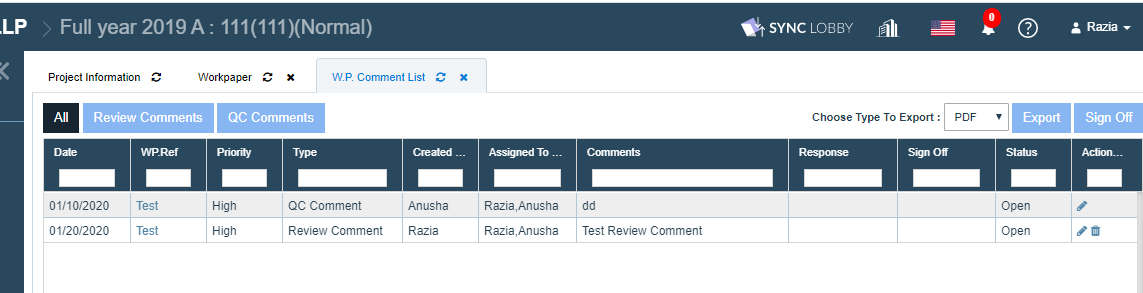 LLP Full year 2019 A : 111(111)(Normal) SYNC LOBBY 0 ? Razia
Project Information Workpaper W.P. Comment List
All Review Comments QC Comments Choose Type To Export : PDF Export Sign Off
Date WP.Ref Priority Type Created ... Assigned To ... Comments Response Sign Off Status Action...
01/10/2020 Test High QC Comment Anusha Razia,Anusha dd Open
01/20/2020 Test High Review Comment Razia Razia,Anusha Test Review Comment Open